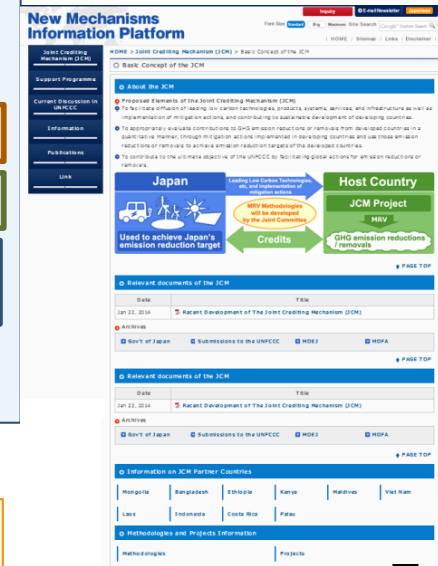 New Mechanisms
Information Platform
Inquiry
E-mail Newsletter
Japanese
Font Size Standard Big Maximum Site Search
| HOME | Sitemap | Links | Disclaimer
Joint Crediting
Mechanism (JCM)
Support Programme
Current Discussion in
UNFCCC
Information
Publications
Link
HOME > Joint Crediting Mechanism (JCM) > Basic Concept of the JCM
Basic Concept of the JCM
About the JCM
Proposed Elements of the Joint Crediting Mechanism (JCM)
To facilitate diffusion of leading low carbon technologies, products, systems, services, and infrastructure as well as
implementation of mitigation actions, and contributing to sustainable development of developing countries.
To appropriately evaluate contributions to GHG emission reductions or removals from developed countries in a
quantitative manner, through mitigation actions implemented in developing countries and use those emission
reductions or removals to achieve emission reduction targets of the developed countries.
To contribute to the ultimate objective of the UNFCCC by facilitating global actions for emission reductions or
removals.
Japan
Leading Low Carbon Technologies,
etc, and Implementation of
mitigation actions
Host Country
JCM Project
MRV Methodologies
will be developed
by the Joint Committee
MRV
Used to achieve Japan's
emission reduction target
Credits
GHG emission reductions
/ removals
PAGE TOP
Relevant documents of the JCM
Date Title
Jan 22, 2014 Recent Development of The Joint Crediting Mechanism (JCM)
Archives
Gov't of Japan Submissions to the UNFCCC MOEJ MOFA
PAGE TOP
Relevant documents of the JCM
Date Title
Jan 22, 2014 Recent Development of The Joint Crediting Mechanism (JCM)
Archives
Gov't of Japan Submissions to the UNFCCC MOEJ MOFA
PAGE TOP
Information on JCM Partner Countries
Mongolia Bangladesh Ethiopia Kenya Maldives Viet Nam
Laos Indonesia Costa Rica Palau
Methodologies and Projects Information
Methodologies Projects